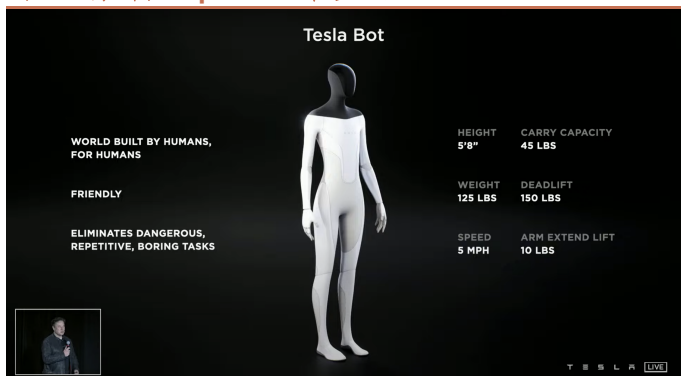 Tesla Bot
WORLD BUILT BY HUMANS,
FOR HUMANS
FRIENDLY
ELIMINATES DANGEROUS,
REPETITIVE, BORING TASKS
HEIGHT
5'8"
CARRY CAPACITY
45 LBS
WEIGHT
125 LBS
DEADLIFT
150 LBS
SPEED
5 MPH
ARM EXTEND LIFT
10 LBS
TESLA LIVE